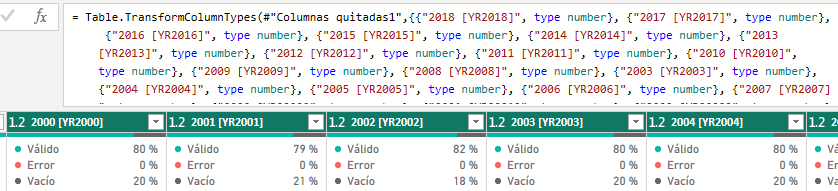 fx
= Table.TransformColumnTypes(#"Columnas quitadas1",{{"2018 [YR2018]", type number}, {"2017 [YR2017]", type number},
{"2016 [YR2016]", type number}, {"2015 [YR2015]", type number}, {"2014 [YR2014]", type number}, {"2013
[YR2013]", type number}, {"2012 [YR2012]", type number}, {"2011 [YR2011]", type number}, {"2010 [YR2010]",
type number}, {"2009 [YR2009]", type number}, {"2008 [YR2008]", type number}, {"2003 [YR2003]", type number},
{"2004 [YR2004]", type number}, {"2005 [YR2005]", type number}, {"2006 [YR2006]", type number}, {"2007 [YR2007]
1.2 2000 [YR2000] 1.2 2001 [YR2001] 1.2 2002 [YR2002] 1.2 2003 [YR2003] 1.2 2004 [YR2004] 1.2
Válido 80 % Válido 79 % Válido 82 % Válido 80 % Válido 80 %
Error 0 % Error 0 % Error 0 % Error 0 % Error 0 %
Vacío 20 % Vacío 21 % Vacío 18 % Vacío 20 % Vacío 20 %